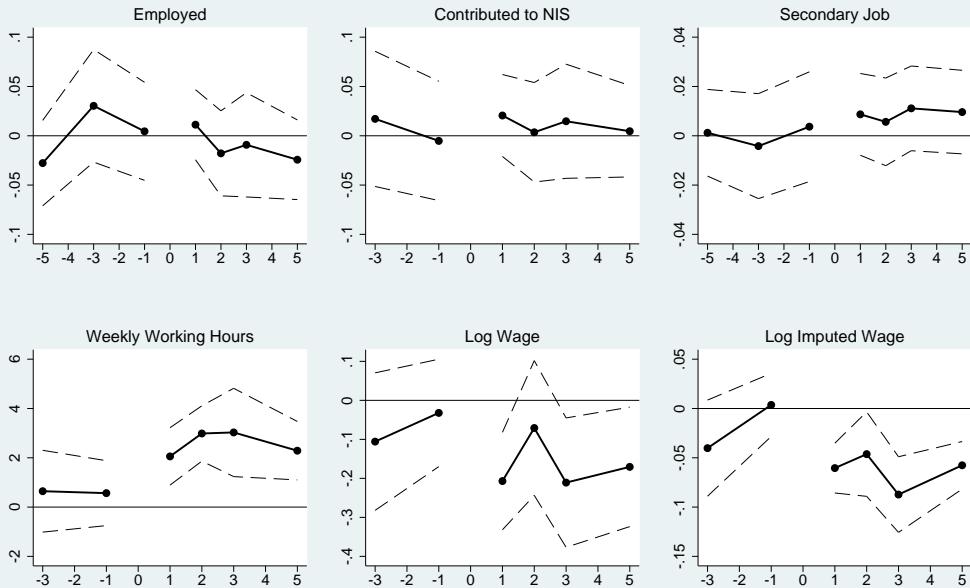 Employed
.1
.05
0
-.05
-.1
-5 -4 -3 -2 -1 0 1 2 3 4 5
Contributed to NIS
.1
.05
0
-.05
-.1
-3 -2 -1 0 1 2 3 4 5
Secondary Job
.04
.02
0
-.02
-.04
-5 -4 -3 -2 -1 0 1 2 3 4 5
Weekly Working Hours
6
4
2
0
-2
-3 -2 -1 0 1 2 3 4 5
Log Wage
.1
0
-.1
-.2
-.3
-.4
-3 -2 -1 0 1 2 3 4 5
Log Imputed Wage
.05
0
-.05
-.1
-.15
-3 -2 -1 0 1 2 3 4 5